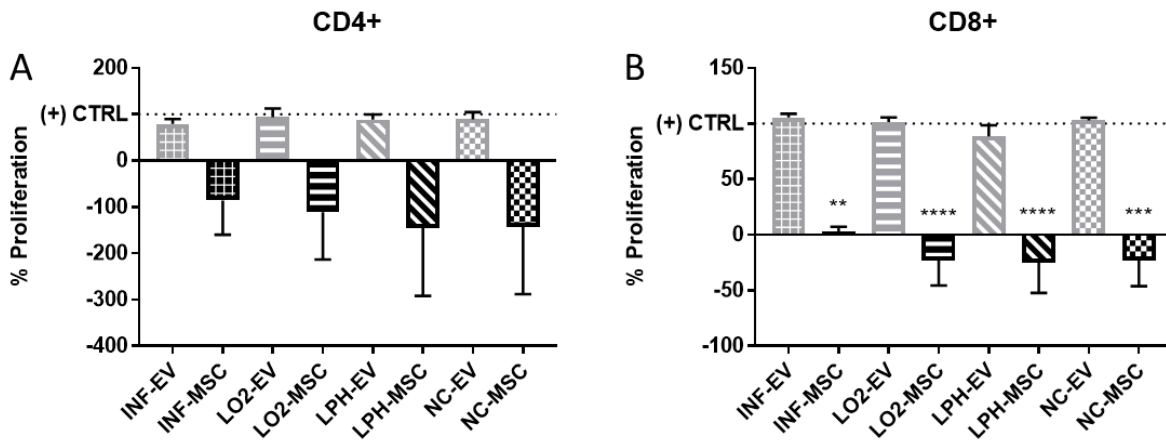 CD4+
A
200
(+) CTRL
0
-100
-200
-300
-400
% Proliferation
INF-EV
INF-MSC
LO2-EV
LO2-MSC
LPH-EV
LPH-MSC
NC-EV
NC-MSC
CD8+
B
150
(+) CTRL
50
0
-50
-100
% Proliferation
**
****
****
***
INF-EV
INF-MSC
LO2-EV
LO2-MSC
LPH-EV
LPH-MSC
NC-EV
NC-MSC